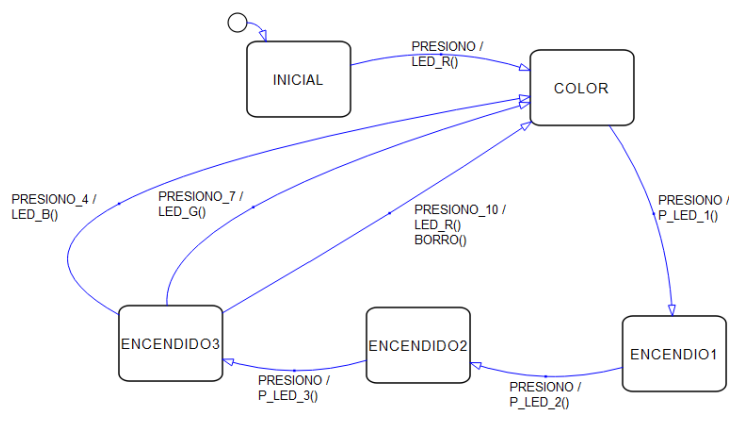 INICIAL
PRESIONO /
LED_R()
COLOR
PRESIONO_4 /
LED_B()
PRESIONO_7 /
LED_G()
PRESIONO_10 /
LED_R()
BORRO()
PRESIONO /
P_LED_1()
ENCENDIDO3
ENCENDIDO2
ENCENDIO1
PRESIONO /
P_LED_3()
PRESIONO /
P_LED_2()